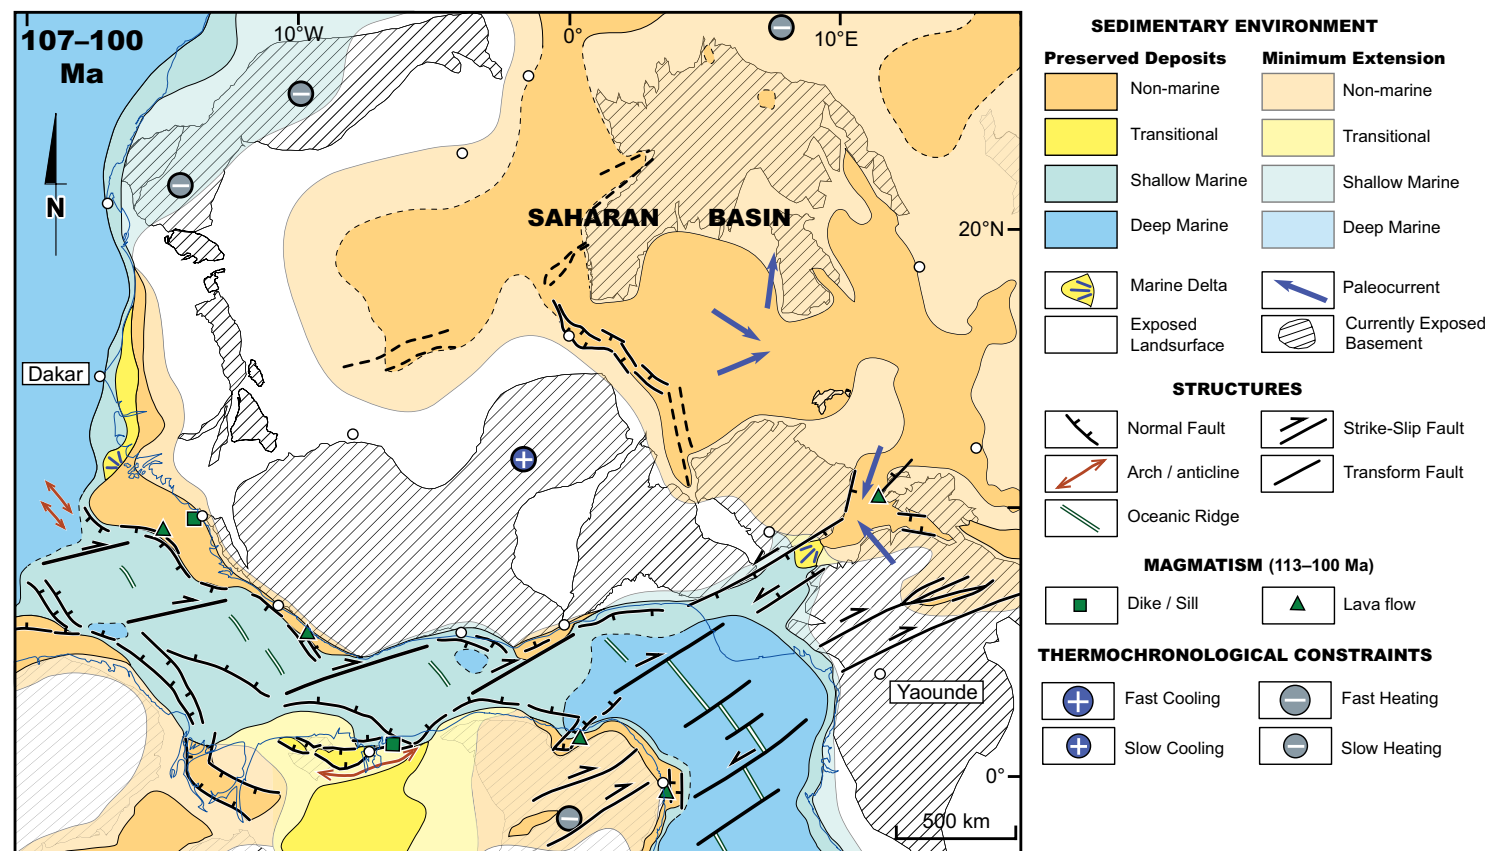 107–100
Ma
10°W
0°
10°E
N
SAHARAN BASIN
20°N
Dakar
Yaounde
0°
500 km
SEDIMENTARY ENVIRONMENT
Preserved Deposits Minimum Extension
Non-marine Non-marine
Transitional Transitional
Shallow Marine Shallow Marine
Deep Marine Deep Marine
Marine Delta Paleocurrent
Exposed Landsurface
Currently Exposed Basement
STRUCTURES
Normal Fault Strike-Slip Fault
Arch / anticline Transform Fault
Oceanic Ridge
MAGMATISM (113–100 Ma)
Dike / Sill Lava flow
THERMOCHRONOLOGICAL CONSTRAINTS
Fast Cooling Fast Heating
Slow Cooling Slow Heating